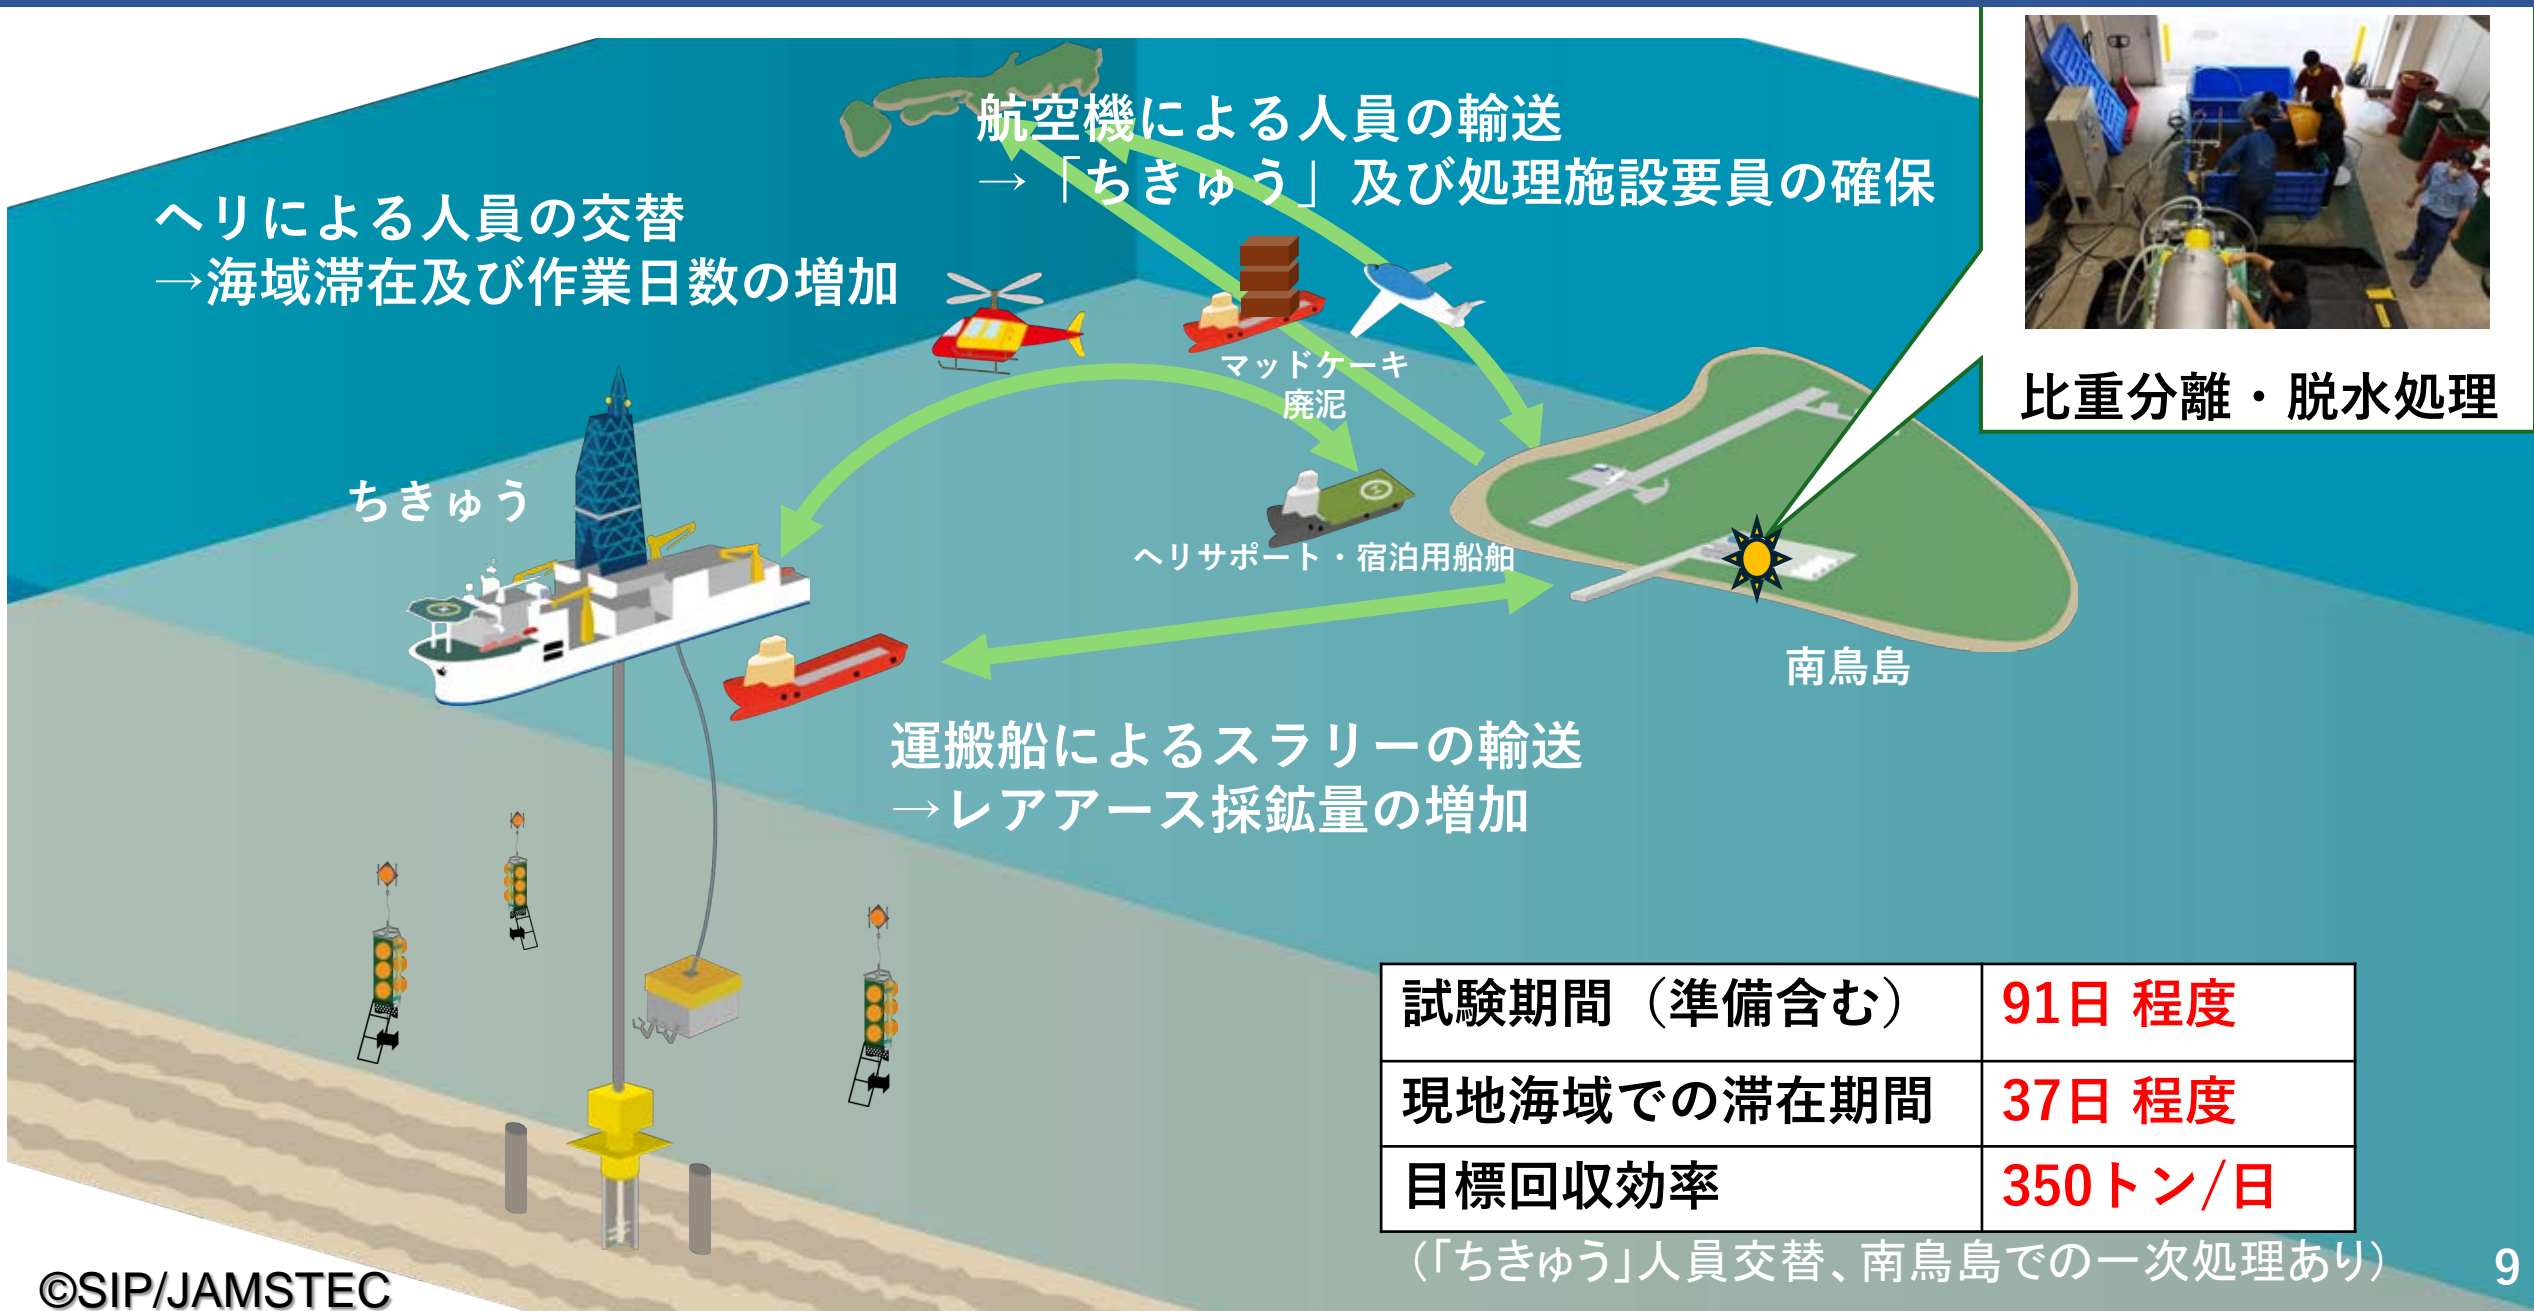 航空機による人員の輸送
→「ちきゅう」及び処理施設要員の確保
ヘリによる人員の交替
→海域滞在及び作業日数の増加
比重分離・脱水処理
マッドケーキ
廃泥
ちきゅう
ヘリサポート・宿泊用船舶
南鳥島
運搬船によるスラリーの輸送
→レアアース採鉱量の増加
試験期間（準備含む） 91日 程度
現地海域での滞在期間 37日 程度
目標回収効率 350トン/日
（「ちきゅう」人員交替、南鳥島での一次処理あり）
9
©SIP/JAMSTEC